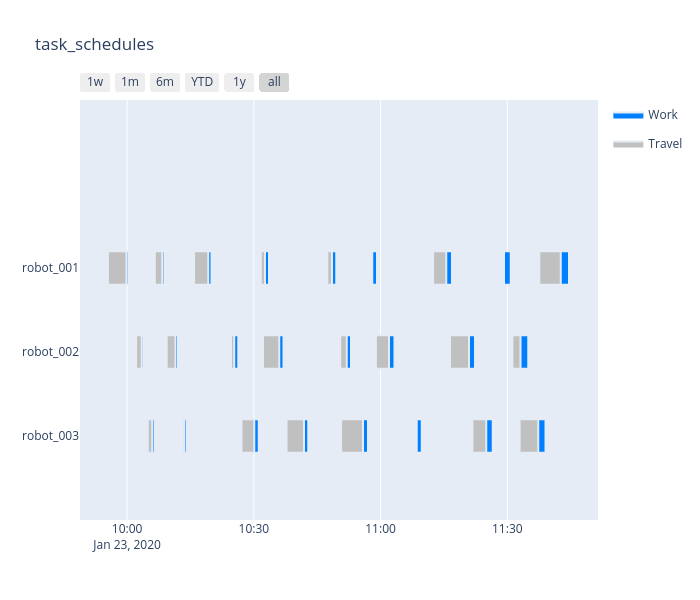 task_schedules
1w 1m 6m YTD 1y all
Work
Travel
robot_001
robot_002
robot_003
10:00 10:30 11:00 11:30
Jan 23, 2020